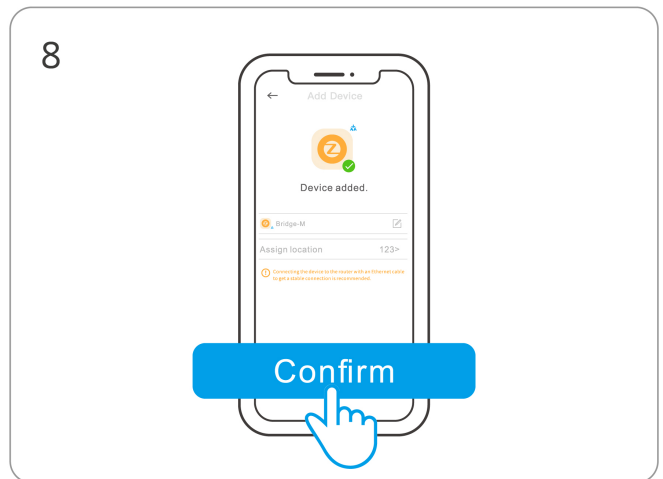 8
Add Device
Device added.
Bridge-M
Assign location 123>
Connecting the device to the router with an Ethernet cable
to get a stable connection is recommended.
Confirm